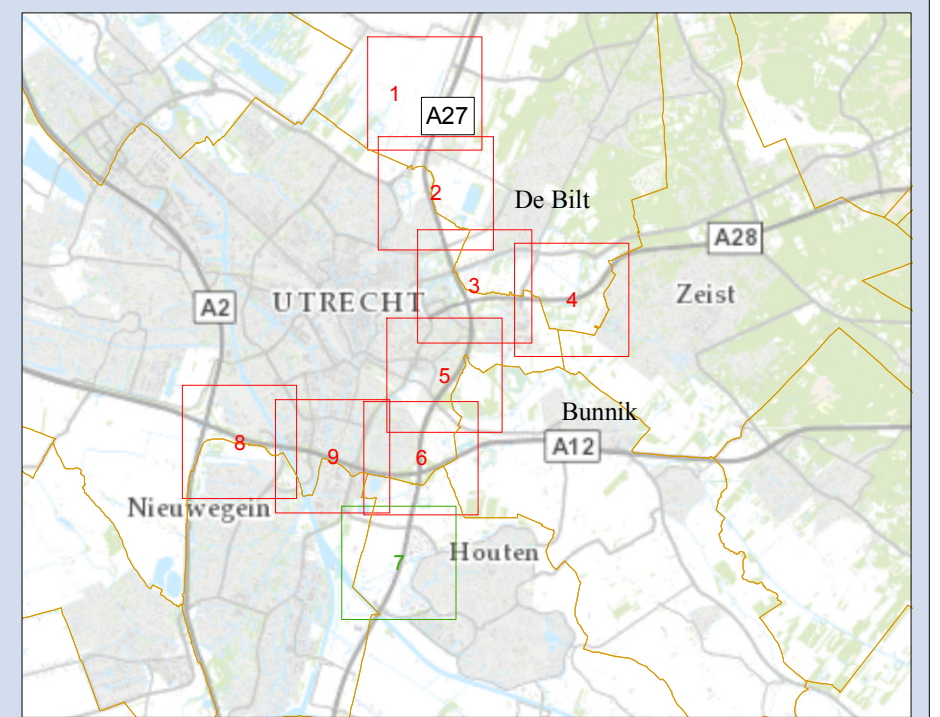 1
A27
2
De Bilt
A28
3
4
Zeist
A2
UTRECHT
5
Bunnik
8
9
6
A12
Nieuwegein
Houten
7